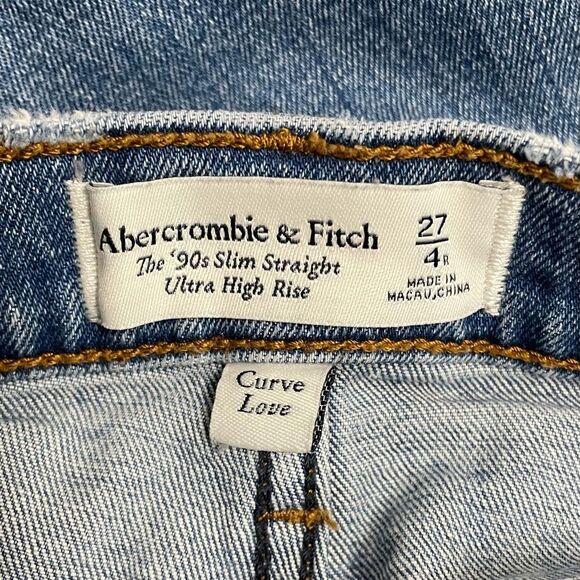 Abercrombie & Fitch
The '90s Slim Straight
Ultra High Rise
27
4R
MADE IN
MACAU,CHINA
Curve
Love